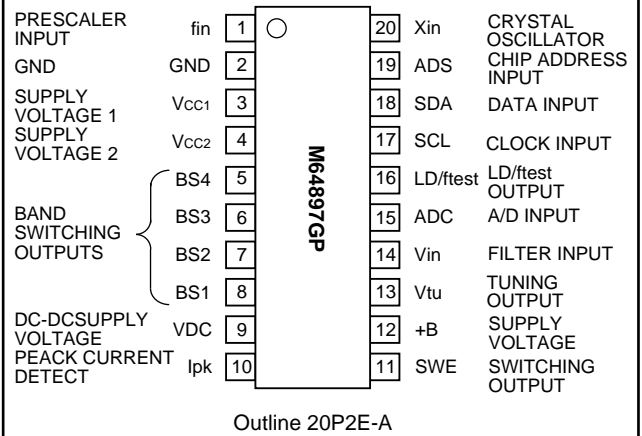 PRESCALER INPUT fin 1 20 Xin CRYSTAL OSCILLATOR
GND GND 2 19 ADS CHIP ADDRESS INPUT
SUPPLY VOLTAGE 1 Vcc1 3 18 SDA DATA INPUT
SUPPLY VOLTAGE 2 Vcc2 4 17 SCL CLOCK INPUT
BAND SWITCHING OUTPUTS
BS4 5 16 LD/ftest LD/ftest OUTPUT
BS3 6 15 ADC A/D INPUT
BS2 7 14 Vin FILTER INPUT
BS1 8 13 Vtu TUNING OUTPUT
DC-DCSUPPLY VOLTAGE VDC 9 12 +B SUPPLY VOLTAGE
PEACK CURRENT DETECT Ipk 10 11 SWE SWITCHING OUTPUT
M64897GP
Outline 20P2E-A